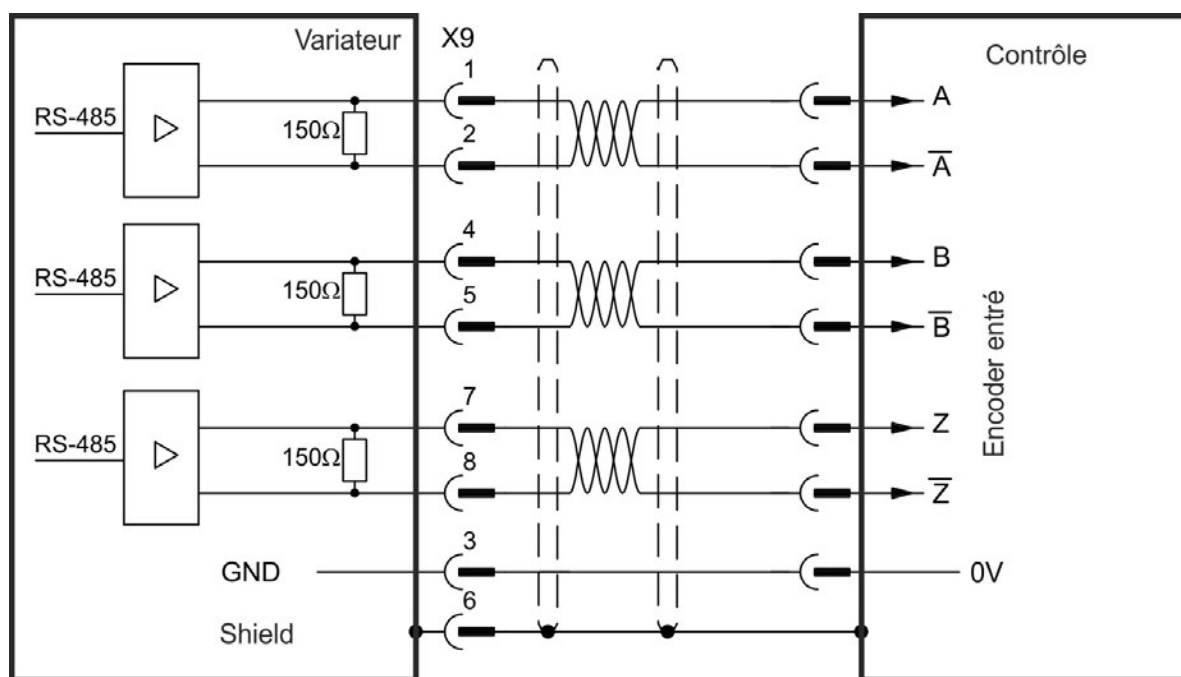 Variateur X9 Contrôle
1
RS-485 150Ω A
2
A̅
4
RS-485 150Ω B
5
B̅
7
RS-485 150Ω Z
8
Z̅
Encoder entré
3
GND 0V
6
Shield